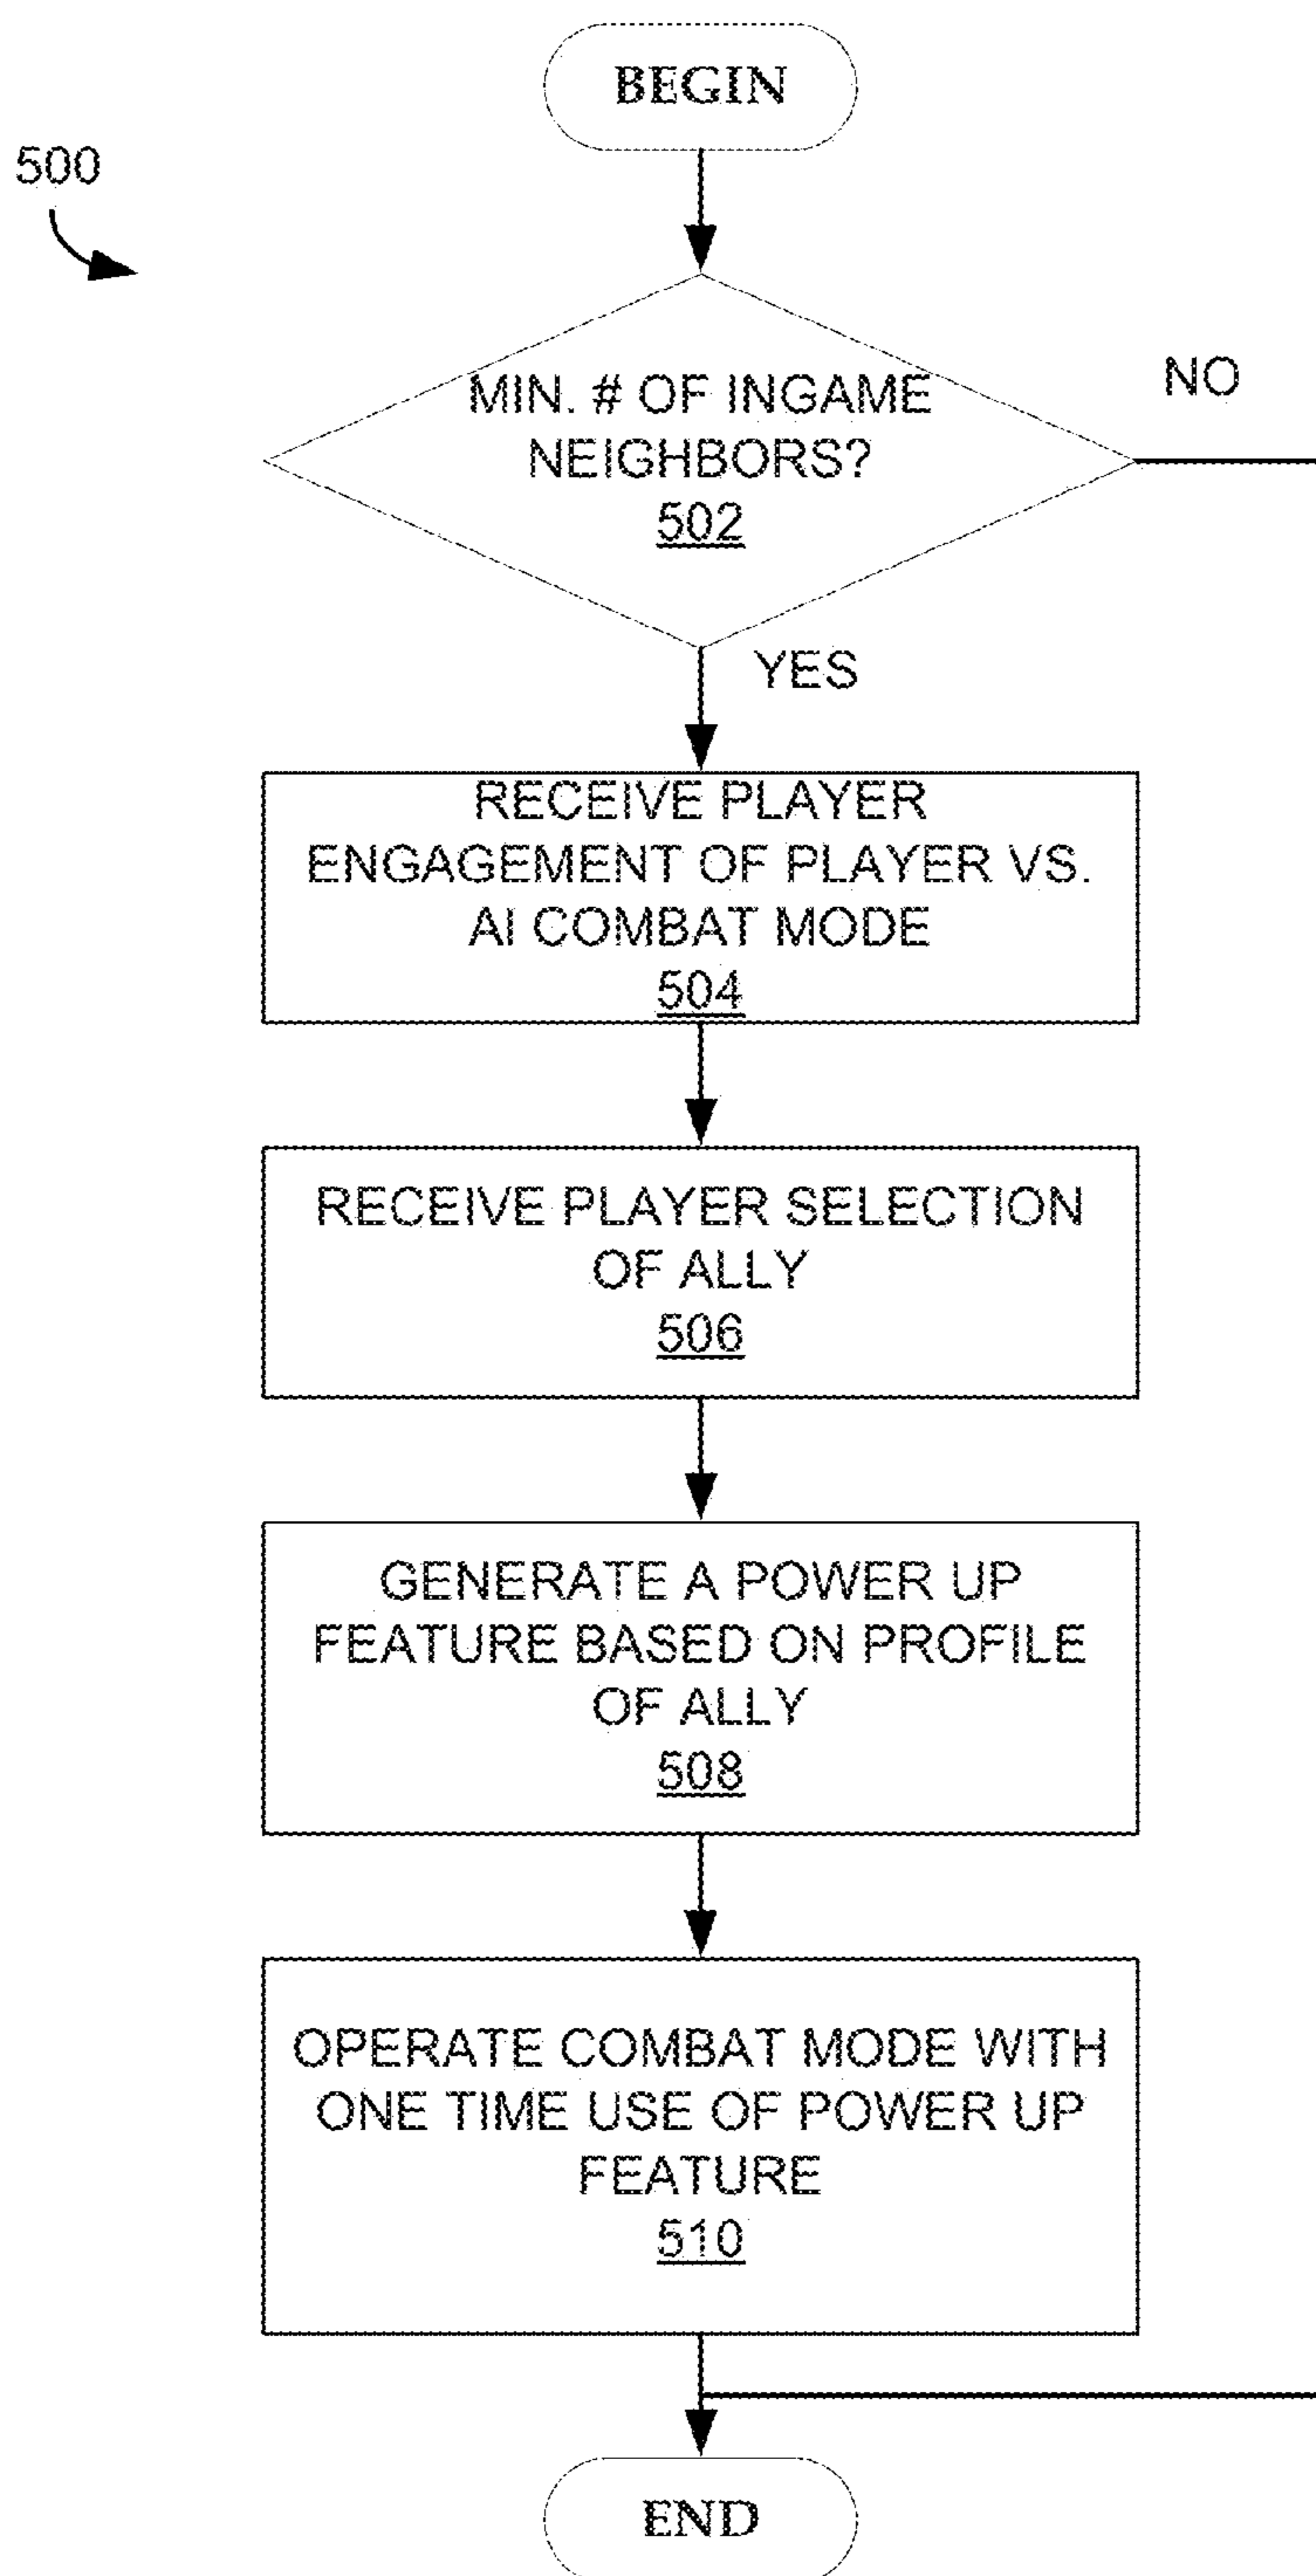 BEGIN
500
MIN. # OF INGAME
NEIGHBORS?
502
NO
YES
RECEIVE PLAYER
ENGAGEMENT OF PLAYER VS.
AI COMBAT MODE
504
RECEIVE PLAYER SELECTION
OF ALLY
506
GENERATE A POWER UP
FEATURE BASED ON PROFILE
OF ALLY
508
OPERATE COMBAT MODE WITH
ONE TIME USE OF POWER UP
FEATURE
510
END